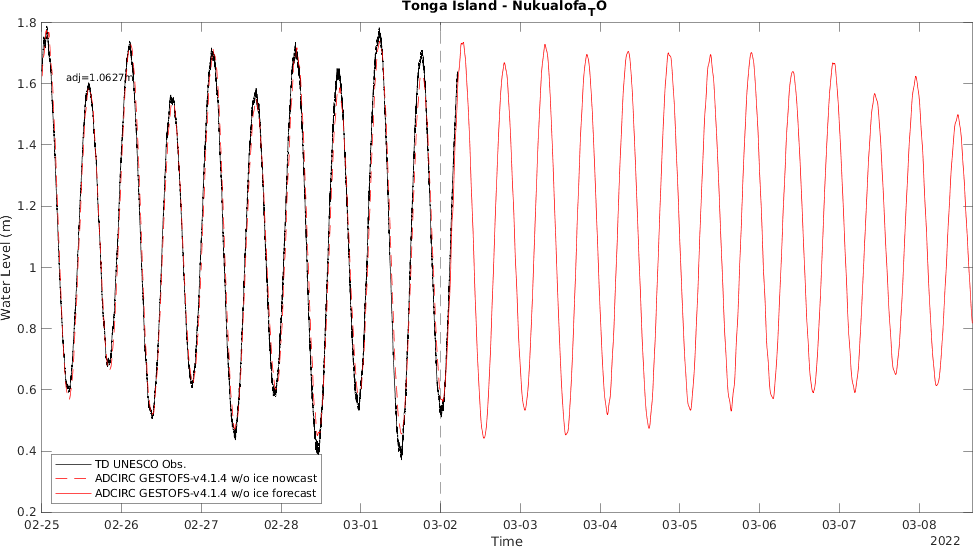 Tonga Island - NukualofaTO
1.8
adj=1.0627m
1.6
1.4
1.2
1
0.8
0.6
0.4
0.2
Water Level (m)
TD UNESCO Obs.
ADCIRC GESTOFS-v4.1.4 w/o ice nowcast
ADCIRC GESTOFS-v4.1.4 w/o ice forecast
02-25 02-26 02-27 02-28 03-01 03-02 03-03 03-04 03-05 03-06 03-07 03-08
Time
2022